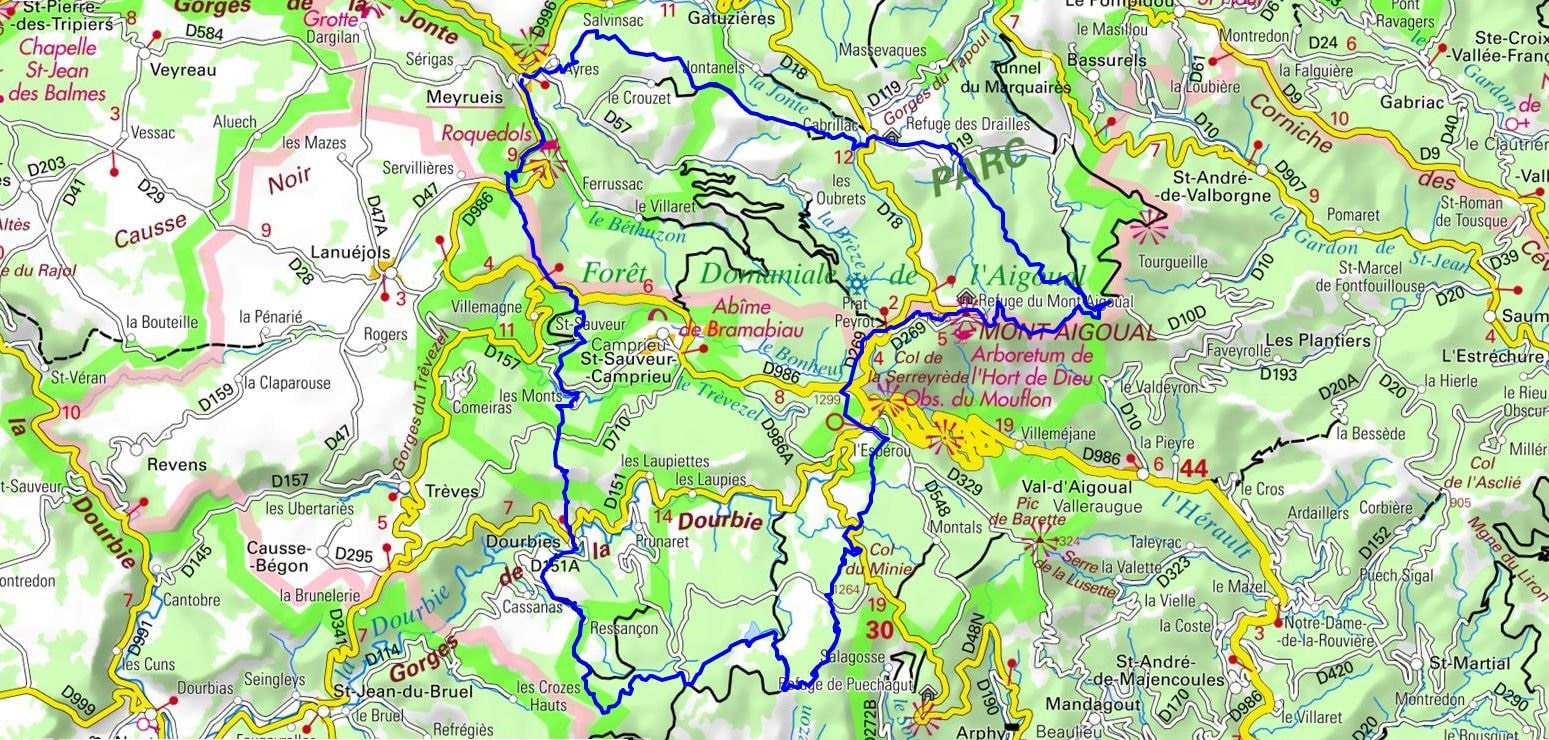 St-Pierre-
-des-Tripiers
Gorges de la
Jonte
Grotte
Dargilan
D996
Salvinsac
11
Gatuzières
le Pompidou
Montredon
D24
6
Pont
Ravagers
Ste-Croix
-Vallée-Franç
8
D584
Chapelle
St-Jean
des Balmes
Veyreau
Sérigas
Ayres
Massevaques
Gorges du Tapoul
7
le Masillou
Bassurels
D61
la Falguière
la Loubière
D9
Gabriac
Gardon
de
Meyrueis
le Crouzet
D18
la Jonte
D119
Tunnel
du Marquaires
Corniche
10
D40
3
Vessac
Aluech
les Mazes
Roquedols
9
D57
Cabrillac
Refuge des Drailles
D19
12
D10
7
D9
des
le Clautrier
D203
D41
D29
Noir
Servillières
D47
Ferrussac
le Villaret
les
Oubrets
PARC
St-André-
de-Valborgne
D907
9
Pomaret
St-Roman
de Tousque
-Vall
Altès
Causse
9
D47A
D986
le Béthuzon
la Brèze
D18
le Gardon de
St-Jean
D39
e du Rajol
D28
Lanuéjols
3
4
Forêt Domaniale de l'Aigoual
Tourgueille
D10
St-Marcel
de Fontfouillouse
D20
Villemagne
6
Abîme
de Bramabiau
Prat
Peyrot
2
Refuge du Mont Aigoual
D10D
4
Saum
la Bouteille
la Pénarié
Rogers
11
D157
St-Sauveur
Camprieu
St-Sauveur-
-Camprieu
le Bonheur
D269
D269
5
MONT AIGOUAL
Faveyrolle
Les Plantiers
L'Estréchure
St-Véran
D159
la Claparouse
Gorges du Trévezel
Comeiras
les Monts
le Trévezel
D986
8
1299
4
Col de
la Serreyrède
Arboretum de
l'Hort de Dieu
Obs. du Mouflon
le Valdeyron
D193
D20A
D20
la Hierle
le Rieu
Obscur
10
la
D47
D710
D986A
l'Espérou
19
Villeméjane
D10
la Pieyre
la Bessède
Revens
les Laupiettes
les Laupies
D986
6
44
Col
de l'Asclié
905
t-Sauveur
D157
Trèves
D151
D329
Val-d'Aigoual
Valleraugue
le Cros
Dourbie
les Ubertariès
5
7
14
Dourbie
D548
Pic
de Barette
1324
l'Hérault
Ardaillers
Corbière
D152
Causse-
-Bégon
D295
Dourbies
la
Prunaret
Montals
Taleyrac
Mgne du Liron
D145
D151A
de
Col
du Minier
Serre
de la Lusette
la Valette
D323
Puech Sigal
ontredon
Cantobre
la Brunelerie
Dourbie
Cassanas
1264
19
la Vielle
le Mazel
7
D991
D341
7
Ressançon
30
D48N
la Coste
3
Notre-Dame-
-de-la-Rouvière
les Cuns
D114
Gorges
Salagosse
St-André-
de-Majencoules
D420
St-Martial
D999
Dourbias
Seingleys
St-Jean-du-Bruel
le Bruel
les Crozes
Hauts
Refuge de Puechagut
D190
D170
Montredon
D290
Refrégiès
D272B
Mandagout
D986
le Villaret
Arphy
Beaulieu
D20
le Bousquet